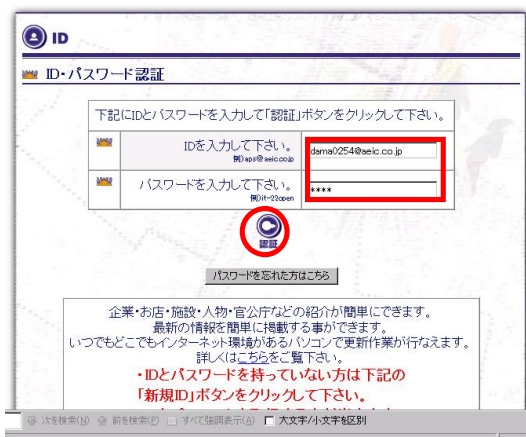 ID
ID・パスワード認証
下記にIDとパスワードを入力して「認証」ボタンをクリックして下さい。
IDを入力して下さい。
例)aps@aeic.co.jp
dama0254@aeic.co.jp
パスワードを入力して下さい。
例)it-22open
****
認証
パスワードを忘れた方はこちら
企業・お店・施設・人物・官公庁などの紹介が簡単にできます。
最新の情報を簡単に掲載する事ができます。
いつでもどこでもインターネット環境があるパソコンで更新作業が行なえます。
詳しくはこちらをご覧下さい。
・IDとパスワードを持っていない方は下記の
「新規ID」ボタンをクリックして下さい。
次を検索(N) 前を検索(P) すべて強調表示(A) 大文字/小文字を区別